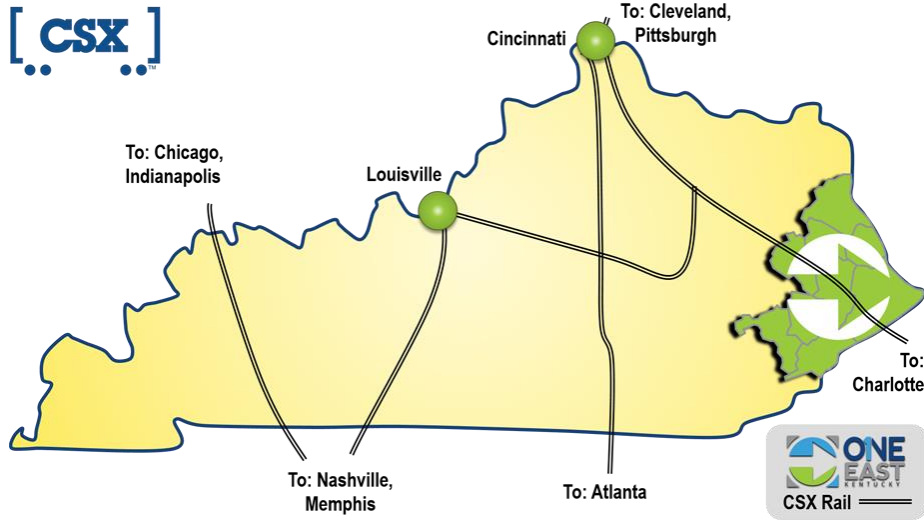 CSX
TM
To: Cleveland,
Pittsburgh
Cincinnati
To: Chicago,
Indianapolis
Louisville
To:
Charlotte
To: Nashville,
Memphis
To: Atlanta
ONE
EAST
KENTUCKY
CSX Rail